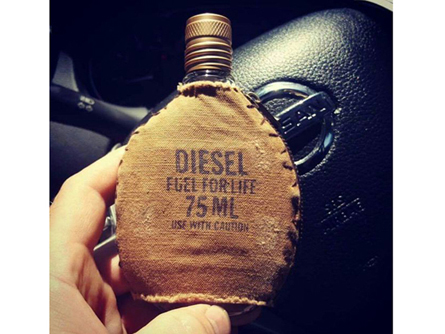 DIESEL
FUEL FOR LIFE
75 ML
USE WITH CAUTION